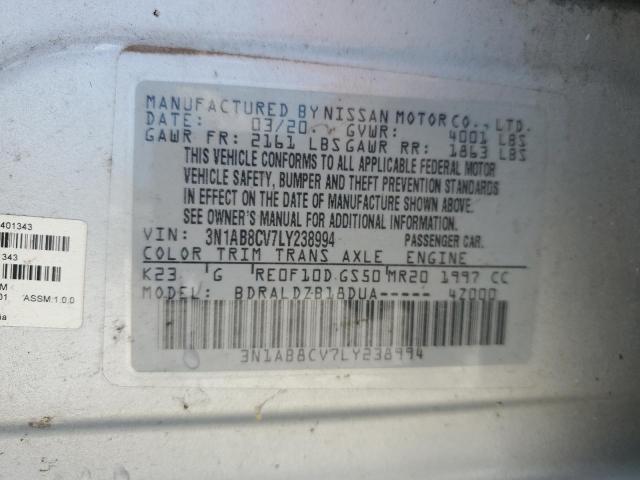 MANUFACTURED BY NISSAN MOTOR CO., LTD.
DATE: 03/20 GVWR: 4001 LBS
GAWR FR: 2161 LBS GAWR RR: 1863 LBS
THIS VEHICLE CONFORMS TO ALL APPLICABLE FEDERAL MOTOR
VEHICLE SAFETY, BUMPER AND THEFT PREVENTION STANDARDS
IN EFFECT ON THE DATE OF MANUFACTURE SHOWN ABOVE.
SEE OWNER'S MANUAL FOR ADDITIONAL INFORMATION.
VIN: 3N1AB8CV7LY238994 PASSENGER CAR.
COLOR TRIM TRANS AXLE ENGINE
K23 G RE0F10D GS50 MR20 1997 CC
MODEL: BDRALDZB18DUA----- 4Z000
3N1AB8CV7LY238994
401343
343
M
01 ASSM:1.0.0
ia